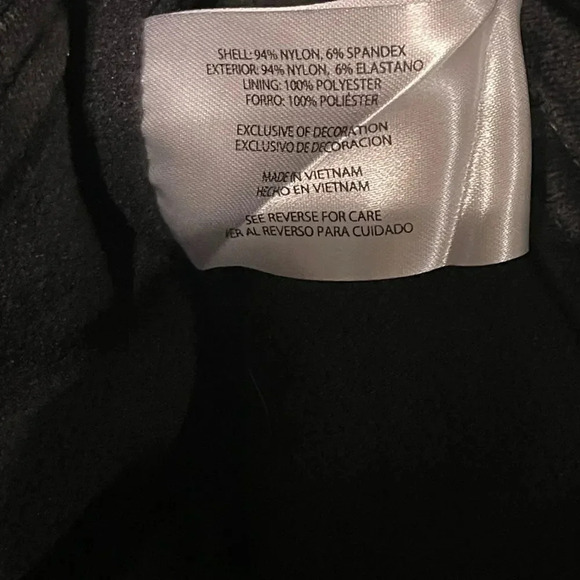 SHELL: 94% NYLON, 6% SPANDEX
EXTERIOR: 94% NYLON, 6% ELASTANO
LINING: 100% POLYESTER
FORRO: 100% POLIÉSTER
EXCLUSIVE OF DECORATION
EXCLUSIVO DE DECORACION
MADE IN VIETNAM
HECHO EN VIETNAM
SEE REVERSE FOR CARE
VER AL REVERSO PARA CUIDADO